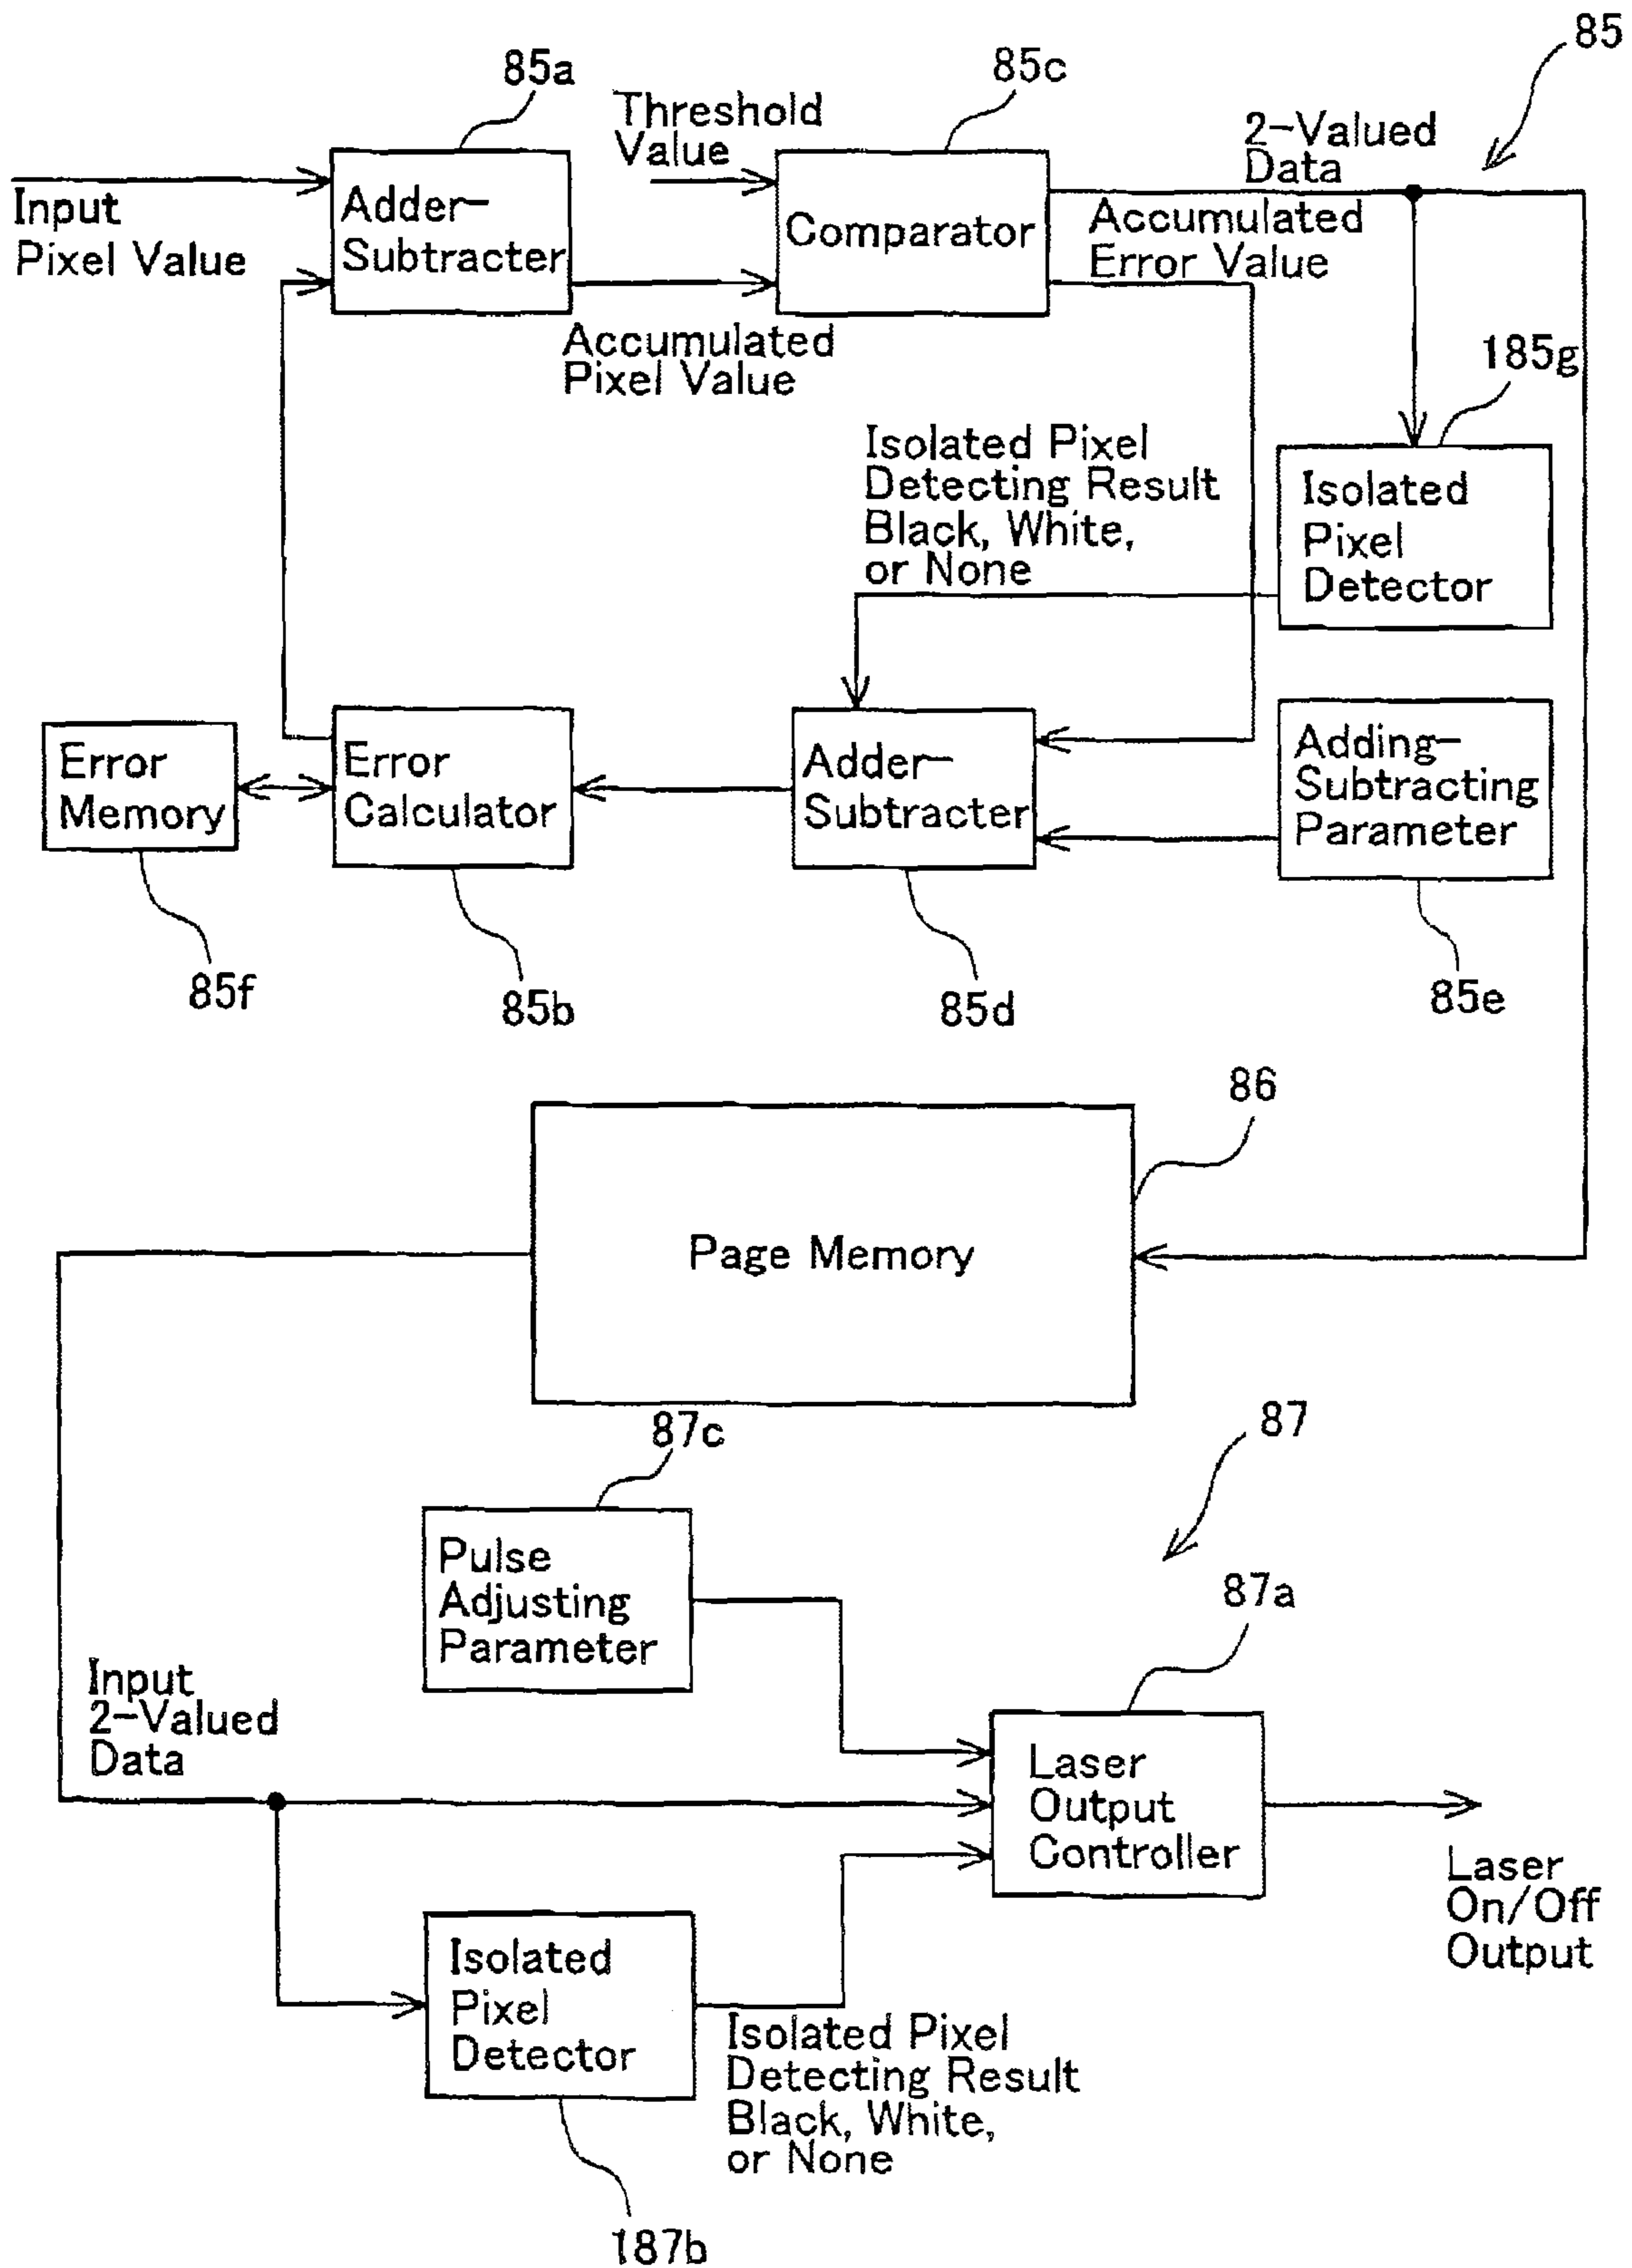 85
85a
85c
Threshold
Value
2-Valued
Data
Input
Pixel Value
Adder-
Subtracter
Comparator
Accumulated
Error Value
Accumulated
Pixel Value
185g
Isolated Pixel
Detecting Result
Black, White,
or None
Isolated
Pixel
Detector
Error
Memory
Error
Calculator
Adder-
Subtracter
Adding-
Subtracting
Parameter
85f
85b
85d
85e
86
Page Memory
87c
87
Pulse
Adjusting
Parameter
87a
Input
2-Valued
Data
Laser
Output
Controller
Laser
On/Off
Output
Isolated
Pixel
Detector
Isolated Pixel
Detecting Result
Black, White,
or None
187b